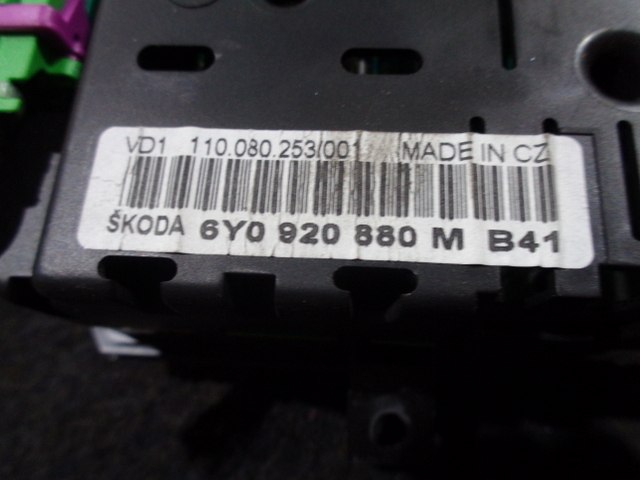 VD1 110.080.253/001 MADE IN CZ
ŠKODA 6Y0 920 880 M B41